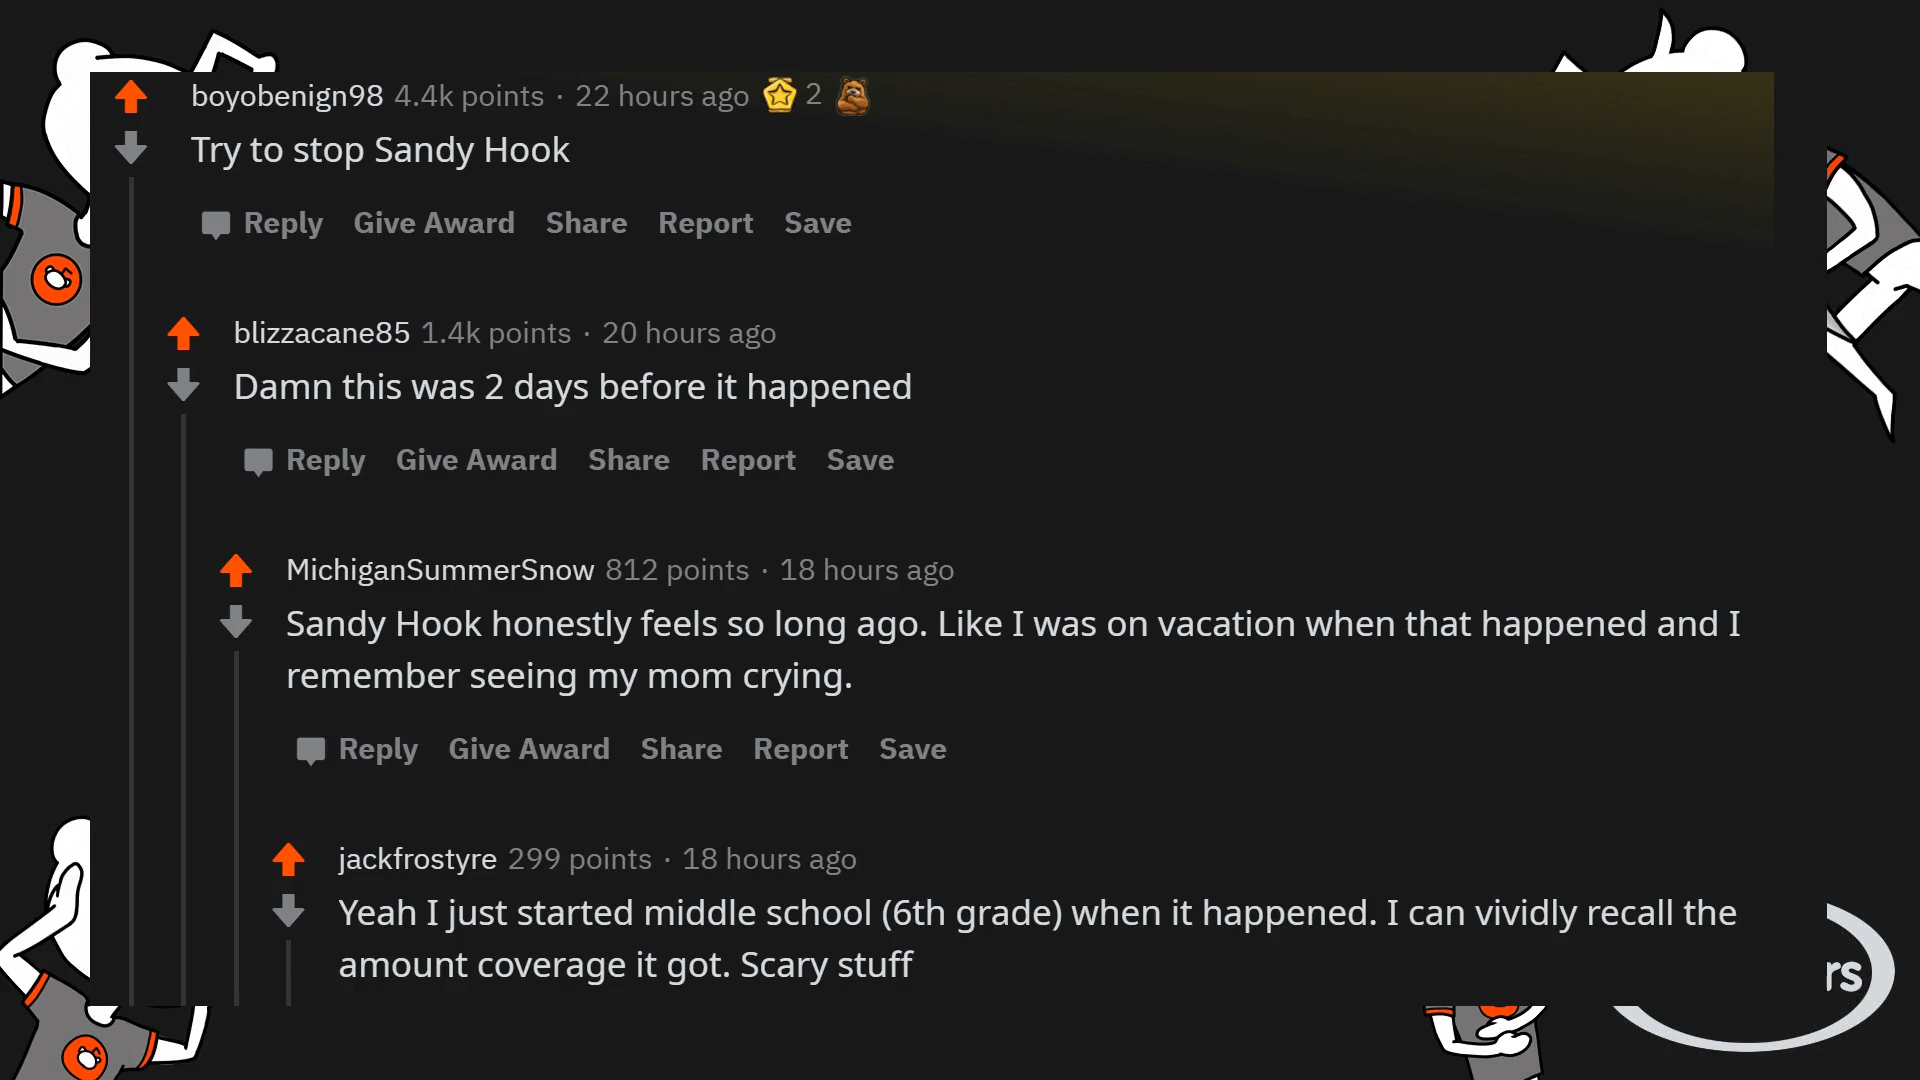 boyobenign98 4.4k points · 22 hours ago 2
Try to stop Sandy Hook
Reply Give Award Share Report Save
blizzacane85 1.4k points · 20 hours ago
Damn this was 2 days before it happened
Reply Give Award Share Report Save
MichiganSummerSnow 812 points · 18 hours ago
Sandy Hook honestly feels so long ago. Like I was on vacation when that happened and I
remember seeing my mom crying.
Reply Give Award Share Report Save
jackfrostyre 299 points · 18 hours ago
Yeah I just started middle school (6th grade) when it happened. I can vividly recall the
amount coverage it got. Scary stuff
rs